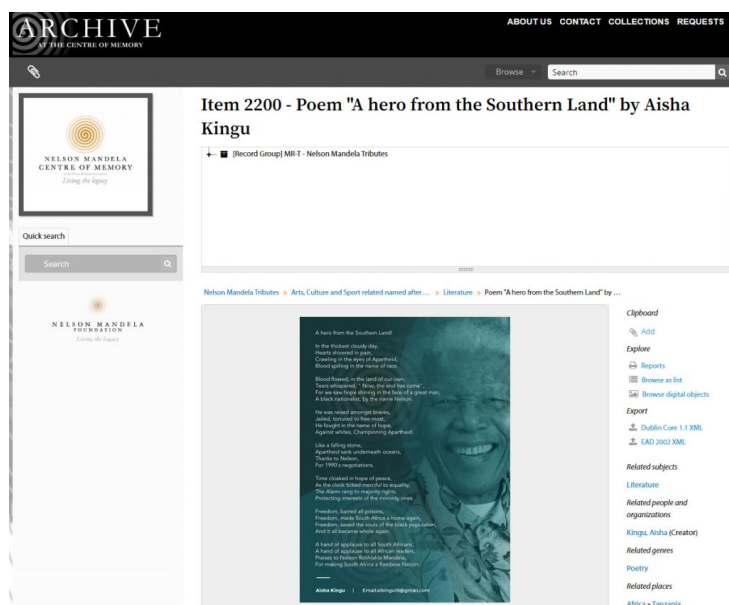 ARCHIVE
AT THE CENTRE OF MEMORY
ABOUT US CONTACT COLLECTIONS REQUESTS
Browse
Search
NELSON MANDELA
CENTRE OF MEMORY
Living the legacy
Quick search
Search
NELSON MANDELA
FOUNDATION
Living the legacy
Item 2200 - Poem "A hero from the Southern Land" by Aisha
Kingu
[Record Group] MR-T - Nelson Mandela Tributes
Nelson Mandela Tributes » Arts, Culture and Sport related named after... » Literature » Poem "A hero from the Southern Land" by ...
A hero from the Southern Land!
In the thickest cloudy day,
Hearts shivered in pain,
Crawling in the eyes of Apartheid,
Blood spilling in the name of race.
Blood flowed, in the land of our own,
Tears whispered, " Now, the end has come",
For we saw hope shining in the face of a great man,
A black nationalist, by the name Nelson.
He was raised amongst braves,
Jailed, tortured to free most,
He fought in the name of hope,
Against whites, Championing Apartheid.
Like a falling stone,
Apartheid sank underneath oceans,
Thanks to Nelson,
For 1990's negotiations.
Time cloaked in hope of peace,
As the clock ticked merciful to equality,
The Alarm rang to majority rights,
Protecting interests of the minority ones
Freedom, barred all prisons,
Freedom, made South Africa a home again,
Freedom, saved the souls of the black population,
And it all became whole again.
A hand of applause to all South Africans,
A hand of applause to all African leaders,
Praises to Nelson Rolihlahla Mandela,
For making South Africa a Rainbow Nation.
Aisha Kingu | Email:aikingu16@gmail.com
Clipboard
Add
Explore
Reports
Browse as list
Browse digital objects
Export
Dublin Core 1.1 XML
EAD 2002 XML
Related subjects
Literature
Related people and
organizations
Kingu, Aisha (Creator)
Related genres
Poetry
Related places
Africa » Tanzania